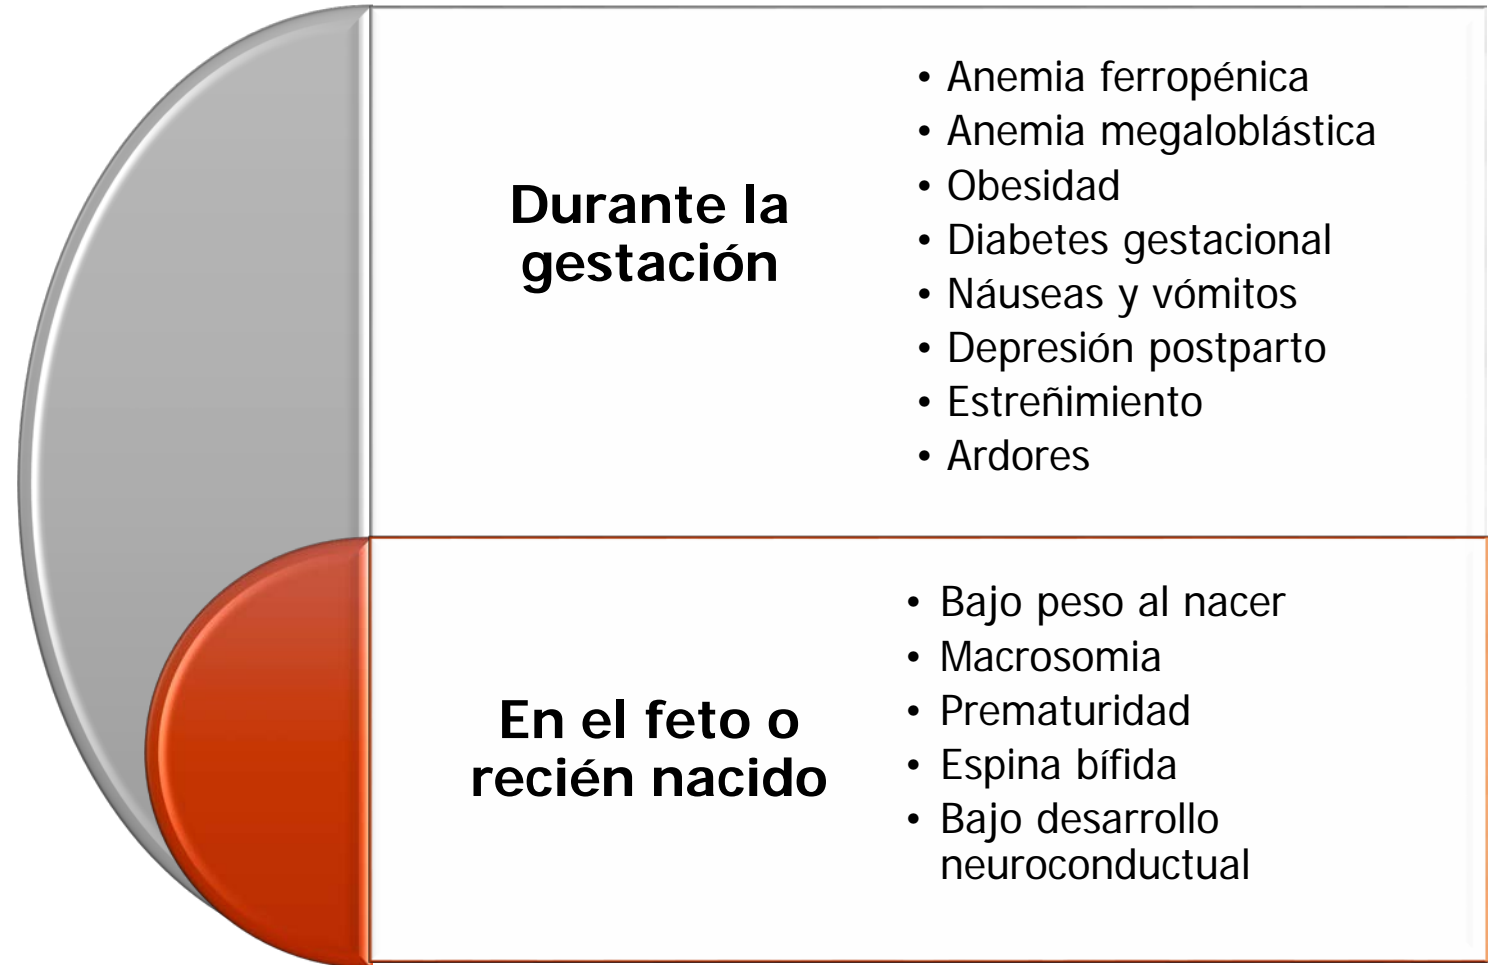 Durante la
gestación
• Anemia ferropénica
• Anemia megaloblástica
• Obesidad
• Diabetes gestacional
• Náuseas y vómitos
• Depresión postparto
• Estreñimiento
• Ardores
En el feto o
recién nacido
• Bajo peso al nacer
• Macrosomia
• Prematuridad
• Espina bífida
• Bajo desarrollo
neuroconductual